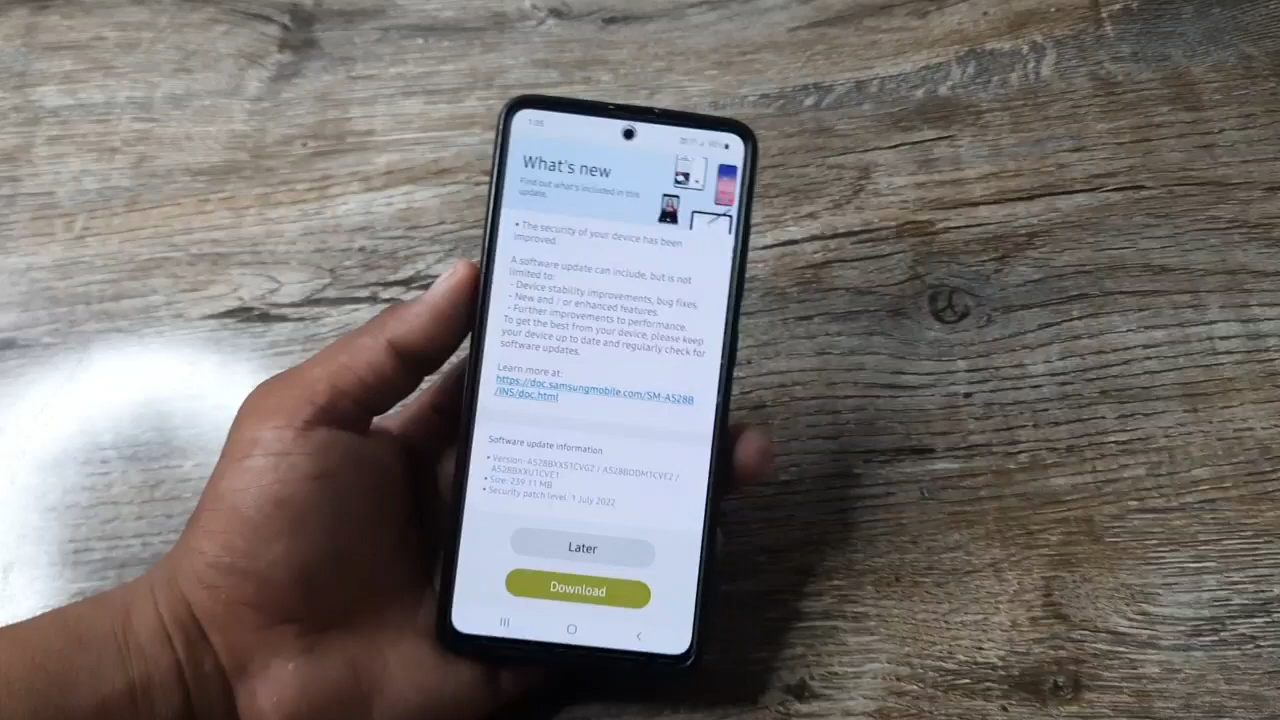 1:05
What's new
Find out what's included in this
update.
• The security of your device has been
improved.
A software update can include, but is not
limited to:
- Device stability improvements, bug fixes.
- New and / or enhanced features.
- Further improvements to performance.
To get the best from your device, please keep
your device up to date and regularly check for
software updates.
Learn more at:
https://doc.samsungmobile.com/SM-A528B
/INS/doc.html
Software update information
• Version: A528BXXS1CVG2 / A528BODM1CVE2 /
A528BXXU1CVE1
• Size: 239.11 MB
• Security patch level: 1 July 2022
Later
Download